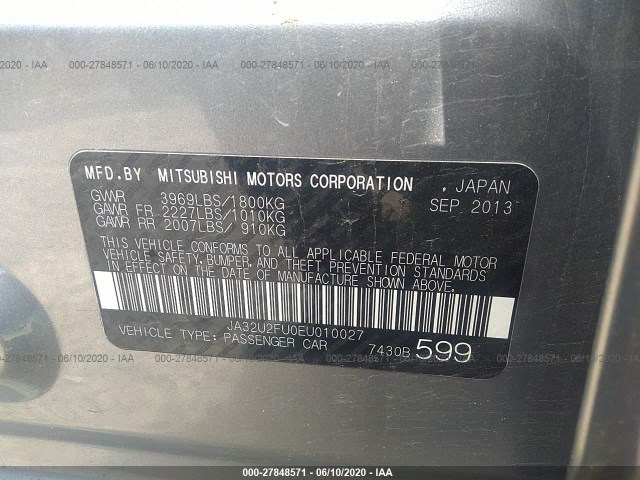 000-27848571 - 06/10/2020 - IAA
MFD.BY MITSUBISHI MOTORS CORPORATION , JAPAN
GVWR 3969LBS/1800KG SEP. 2013
GAWR FR 2227LBS/1010KG
GAWR RR 2007LBS/ 910KG
THIS VEHICLE CONFORMS TO ALL APPLICABLE FEDERAL MOTOR
VEHICLE SAFETY, BUMPER, AND THEFT PREVENTION STANDARDS
IN EFFECT ON THE DATE OF MANUFACTURE SHOWN ABOVE.
JA32U2FU0EU010027
VEHICLE TYPE: PASSENGER CAR 7430B 599
000-27848571 - 06/10/2020 - IAA